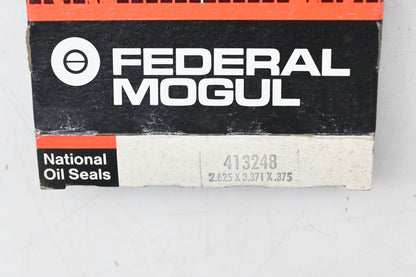 FEDERAL
MOGUL
National
Oil Seals
413248
2.625 X 3.371 X .375